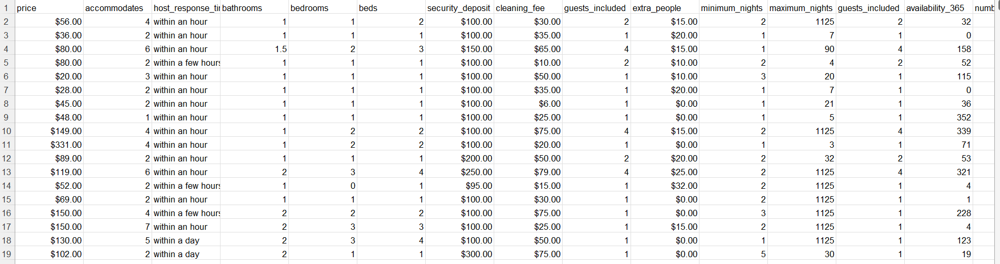 1 price accommodates host_response_ti bathrooms bedrooms beds security_deposit cleaning_fee guests_included extra_people minimum_nights maximum_nights guests_included availability_365 numb
2 $56.00 4 within an hour 1 1 2 $100.00 $30.00 2 $15.00 2 1125 2 32
3 $36.00 2 within an hour 1 1 1 $100.00 $35.00 1 $20.00 1 7 1 0
4 $80.00 6 within an hour 1.5 2 3 $150.00 $65.00 4 $15.00 1 90 4 158
5 $80.00 2 within a few hours 1 1 1 $100.00 $10.00 2 $10.00 2 4 2 52
6 $20.00 3 within an hour 1 1 1 $100.00 $50.00 1 $10.00 3 20 1 115
7 $28.00 2 within an hour 1 1 1 $100.00 $35.00 1 $20.00 1 7 1 0
8 $45.00 2 within an hour 1 1 1 $100.00 $6.00 1 $0.00 1 21 1 36
9 $48.00 1 within an hour 1 1 1 $100.00 $25.00 1 $0.00 1 5 1 352
10 $149.00 4 within an hour 1 2 2 $100.00 $75.00 4 $15.00 2 1125 4 339
11 $331.00 4 within an hour 1 2 2 $100.00 $20.00 1 $0.00 1 3 1 71
12 $89.00 2 within an hour 1 1 1 $200.00 $50.00 2 $20.00 2 32 2 53
13 $119.00 6 within an hour 2 3 4 $250.00 $79.00 4 $25.00 2 1125 4 321
14 $52.00 2 within a few hours 1 0 1 $95.00 $15.00 1 $32.00 2 1125 1 4
15 $69.00 2 within an hour 1 1 1 $100.00 $30.00 1 $0.00 2 1125 1 1
16 $150.00 4 within a few hours 2 2 2 $100.00 $75.00 1 $0.00 3 1125 1 228
17 $150.00 7 within an hour 2 3 3 $100.00 $25.00 1 $15.00 2 1125 1 4
18 $130.00 5 within a day 2 3 4 $100.00 $50.00 1 $0.00 1 1125 1 123
19 $102.00 2 within a day 2 1 1 $300.00 $75.00 1 $0.00 5 30 1 19